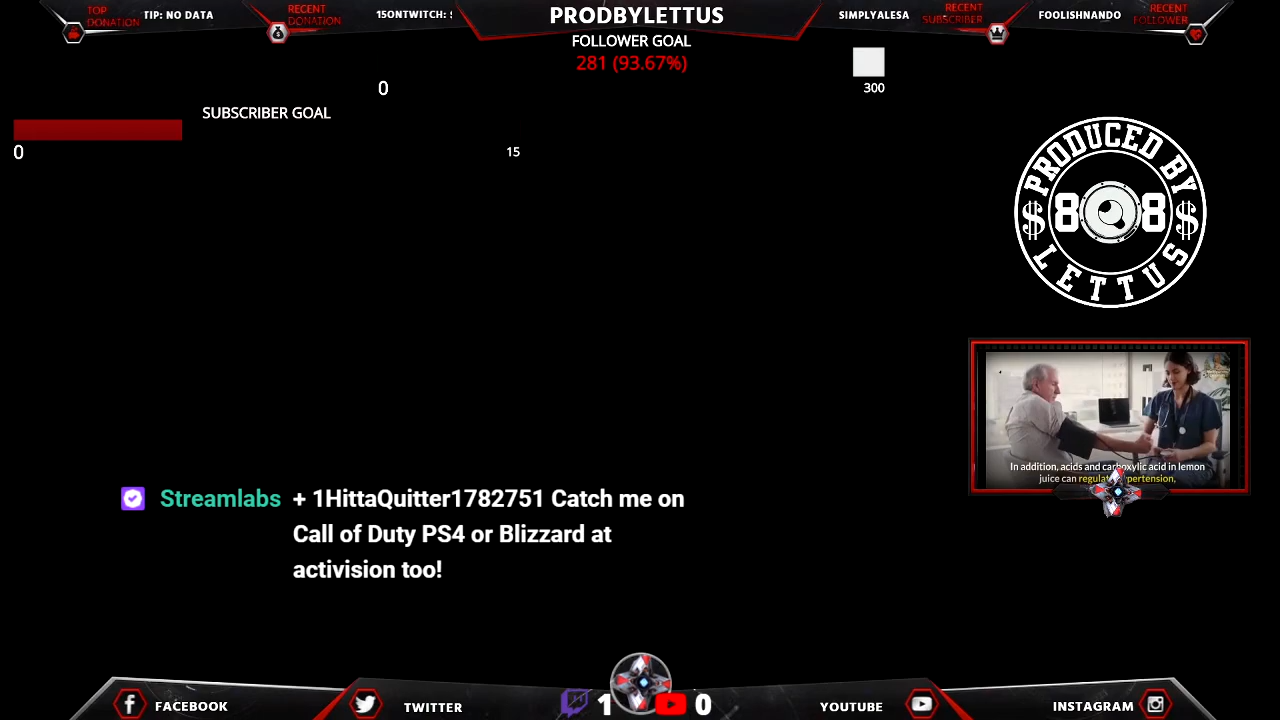 TOP
DONATION
TIP: NO DATA
RECENT
DONATION
15ONTWITCH:
PRODBYLETTUS
SIMPLYALESA
RECENT
SUBSCRIBER
FOOLISHNANDO
RECENT
FOLLOWER
FOLLOWER GOAL
281 (93.67%)
0
300
SUBSCRIBER GOAL
0
15
PRODUCED BY
$ 808 $
LETTUS
In addition, acids and carboxylic acid in lemon
juice can
Streamlabs + 1HittaQuitter1782751 Catch me on
Call of Duty PS4 or Blizzard at
activision too!
FACEBOOK
TWITTER
1
0
YOUTUBE
INSTAGRAM